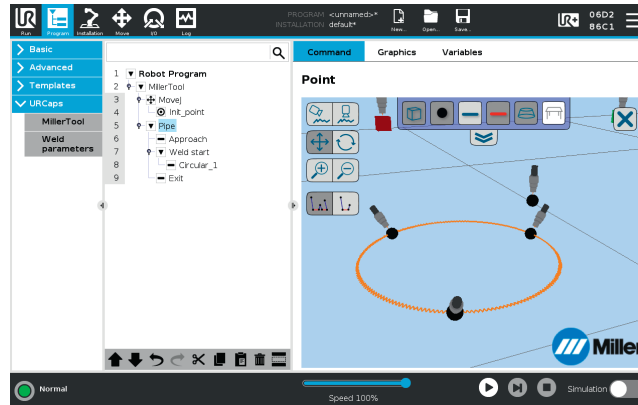 PROGRAM <unnamed>*
INSTALLATION default*
UR
Run
Program
Installation
Move
I/O
Log
New...
Open...
Save...
UR+
06D2
86C1
Basic
Advanced
Templates
URCaps
MillerTool
Weld
parameters
1 Robot Program
2 MillerTool
3 MoveJ
4 Init_point
5 Pipe
6 Approach
7 Weld start
8 Circular_1
9 Exit
Command Graphics Variables
Point
Miller
Normal
Speed 100%
Simulation